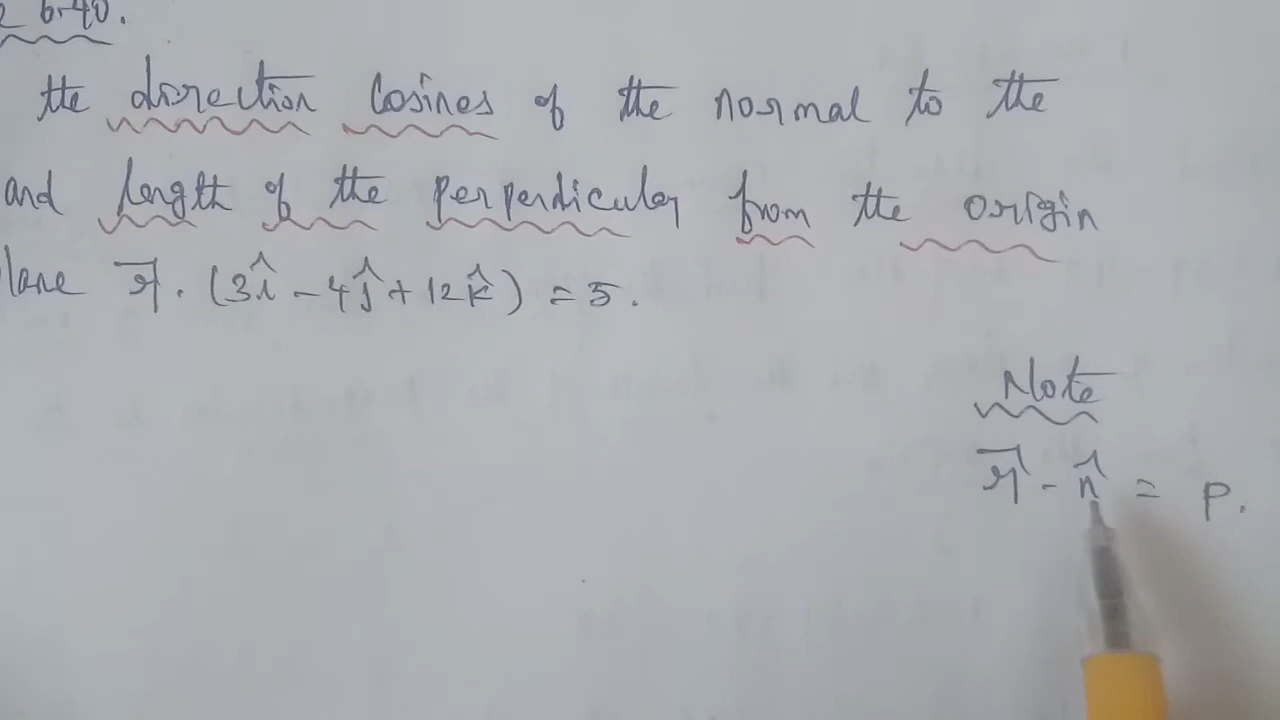 6.40.
the direction cosines of the normal to the
and length of the perpendicular from the origin
lane r⃗ . (3î - 4ĵ + 12k̂) = 5.
Note
r⃗ - n̂ = P.